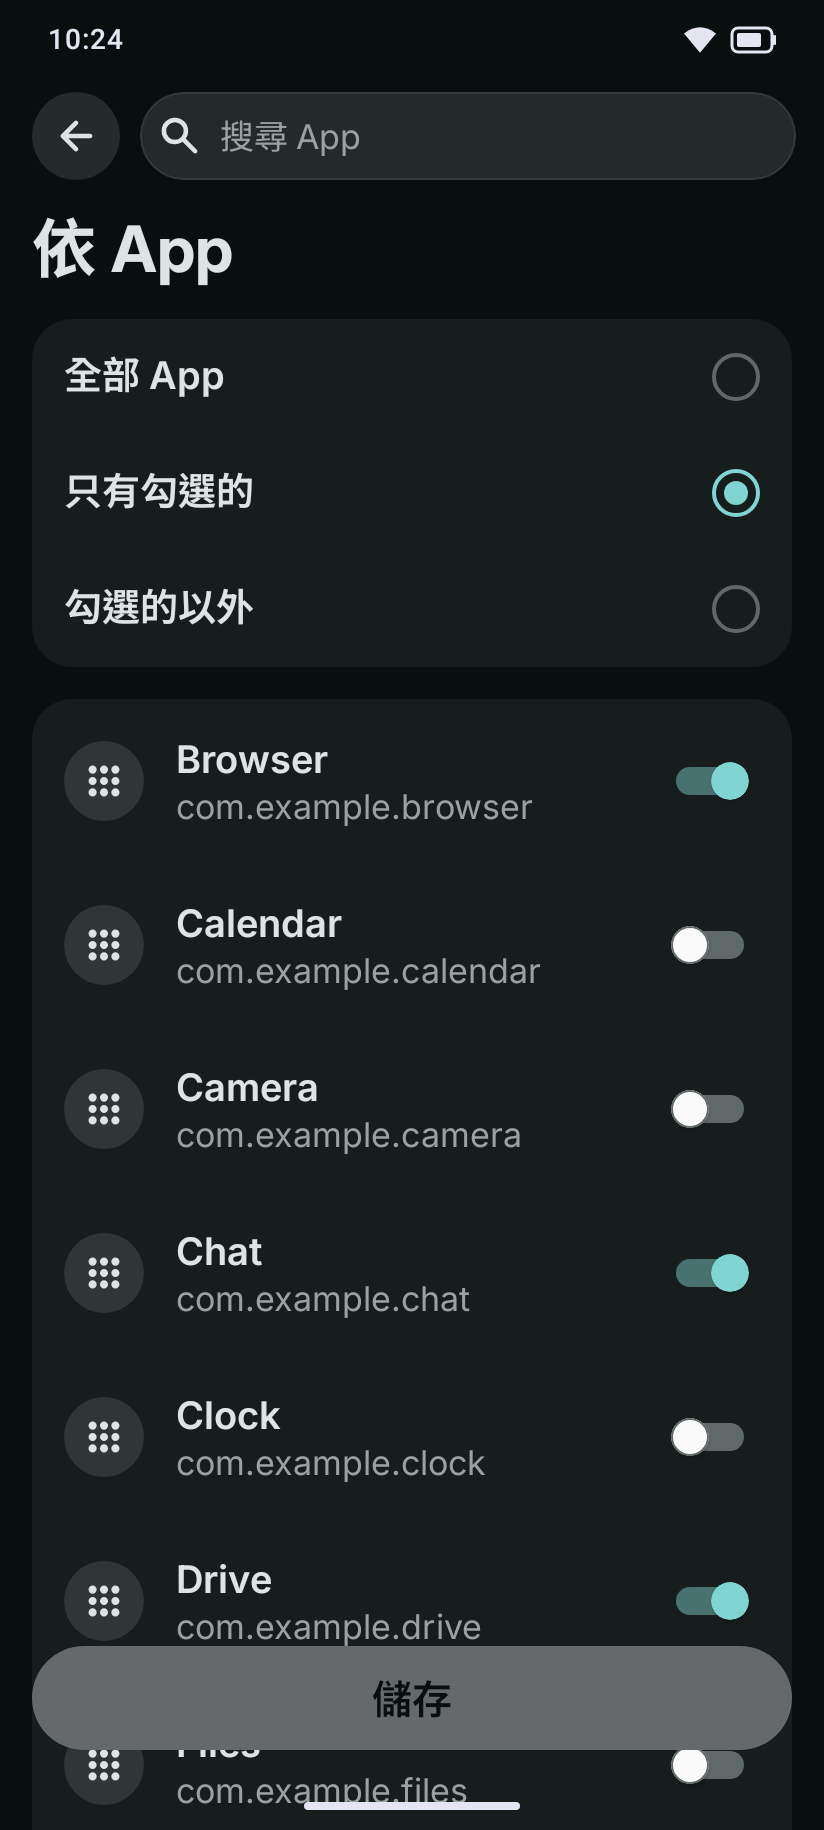 10:24
搜尋 App
依 App
全部 App
只有勾選的
勾選的以外
Browser
com.example.browser
Calendar
com.example.calendar
Camera
com.example.camera
Chat
com.example.chat
Clock
com.example.clock
Drive
com.example.drive
儲存
Files
com.example.files